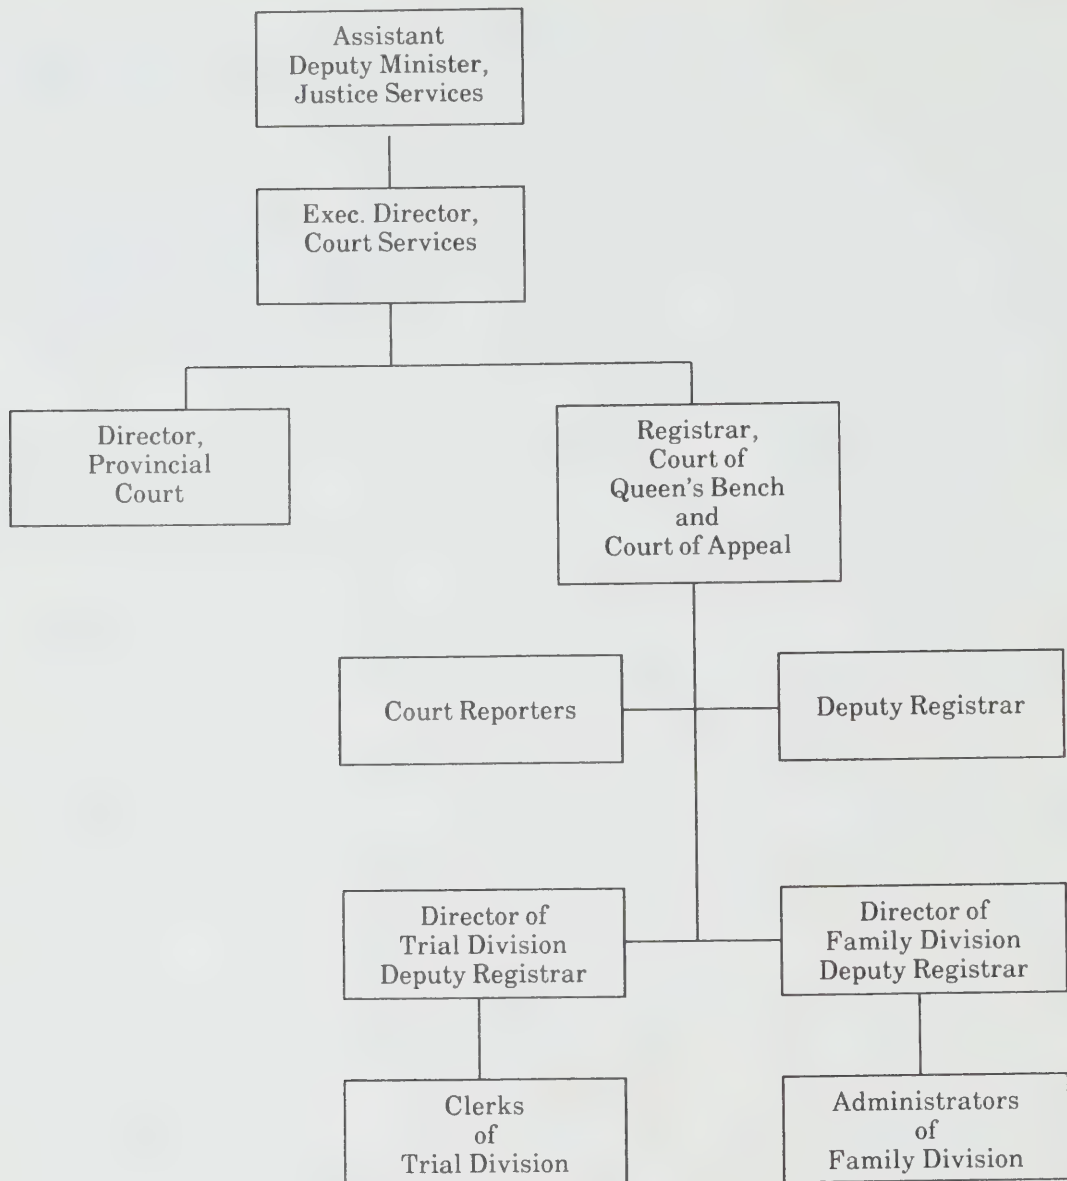 Assistant
Deputy Minister,
Justice Services
Exec. Director,
Court Services
Director,
Provincial
Court
Registrar,
Court of
Queen's Bench
and
Court of Appeal
Court Reporters
Deputy Registrar
Director of
Trial Division
Deputy Registrar
Director of
Family Division
Deputy Registrar
Clerks
of
Trial Division
Administrators
of
Family Division